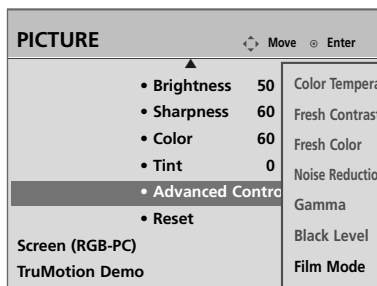 PICTURE Move Enter
• Brightness 50
• Sharpness 60
• Color 60
• Tint 0
• Advanced Contro
• Reset
Screen (RGB-PC)
TruMotion Demo
Color Tempera
Fresh Contrast
Fresh Color
Noise Reductio
Gamma
Black Level
Film Mode